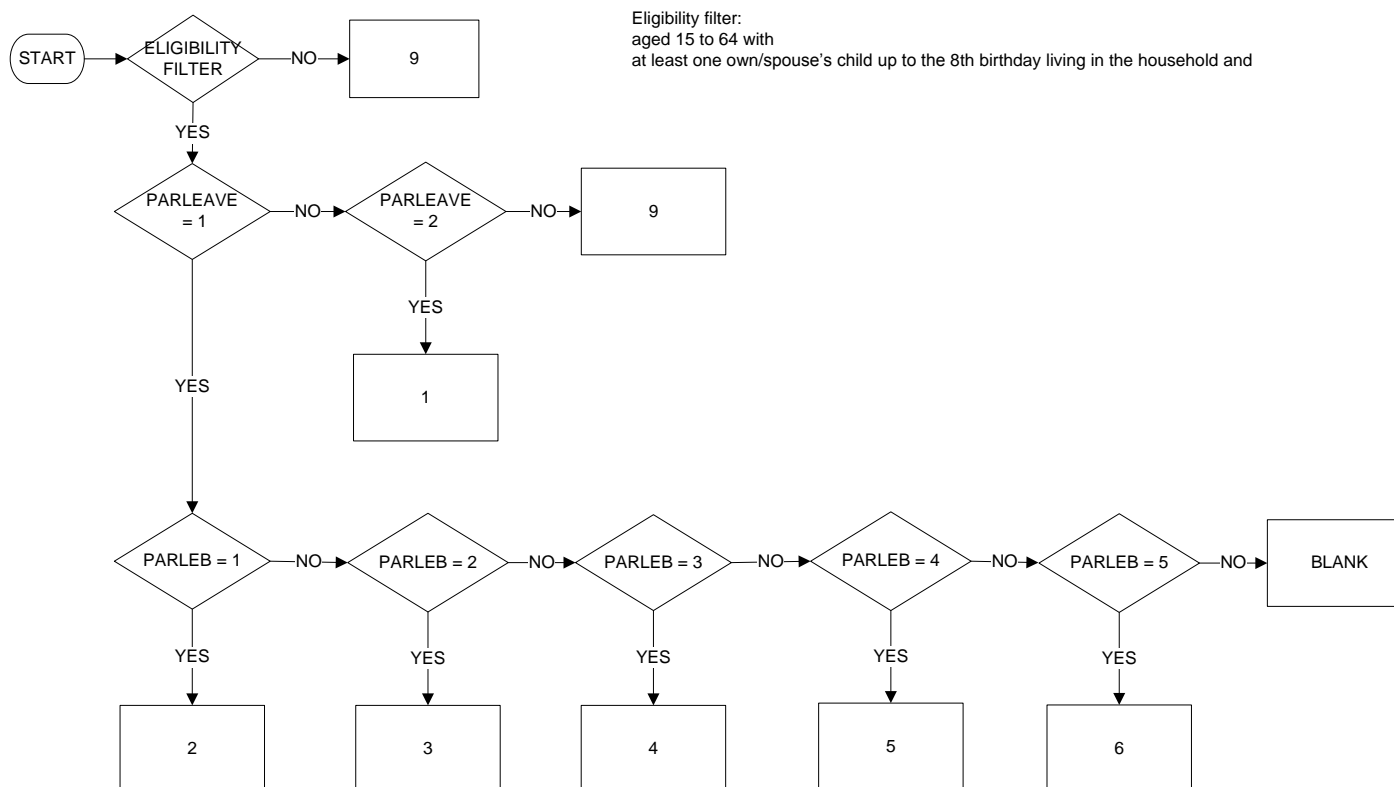 Eligibility filter:
aged 15 to 64 with
at least one own/spouse's child up to the 8th birthday living in the household and
START
ELIGIBILITY
FILTER
NO
9
YES
PARLEAVE
= 1
NO
PARLEAVE
= 2
NO
9
YES
YES
1
PARLEB = 1
NO
PARLEB = 2
NO
PARLEB = 3
NO
PARLEB = 4
NO
PARLEB = 5
NO
BLANK
YES
YES
YES
YES
YES
2
3
4
5
6